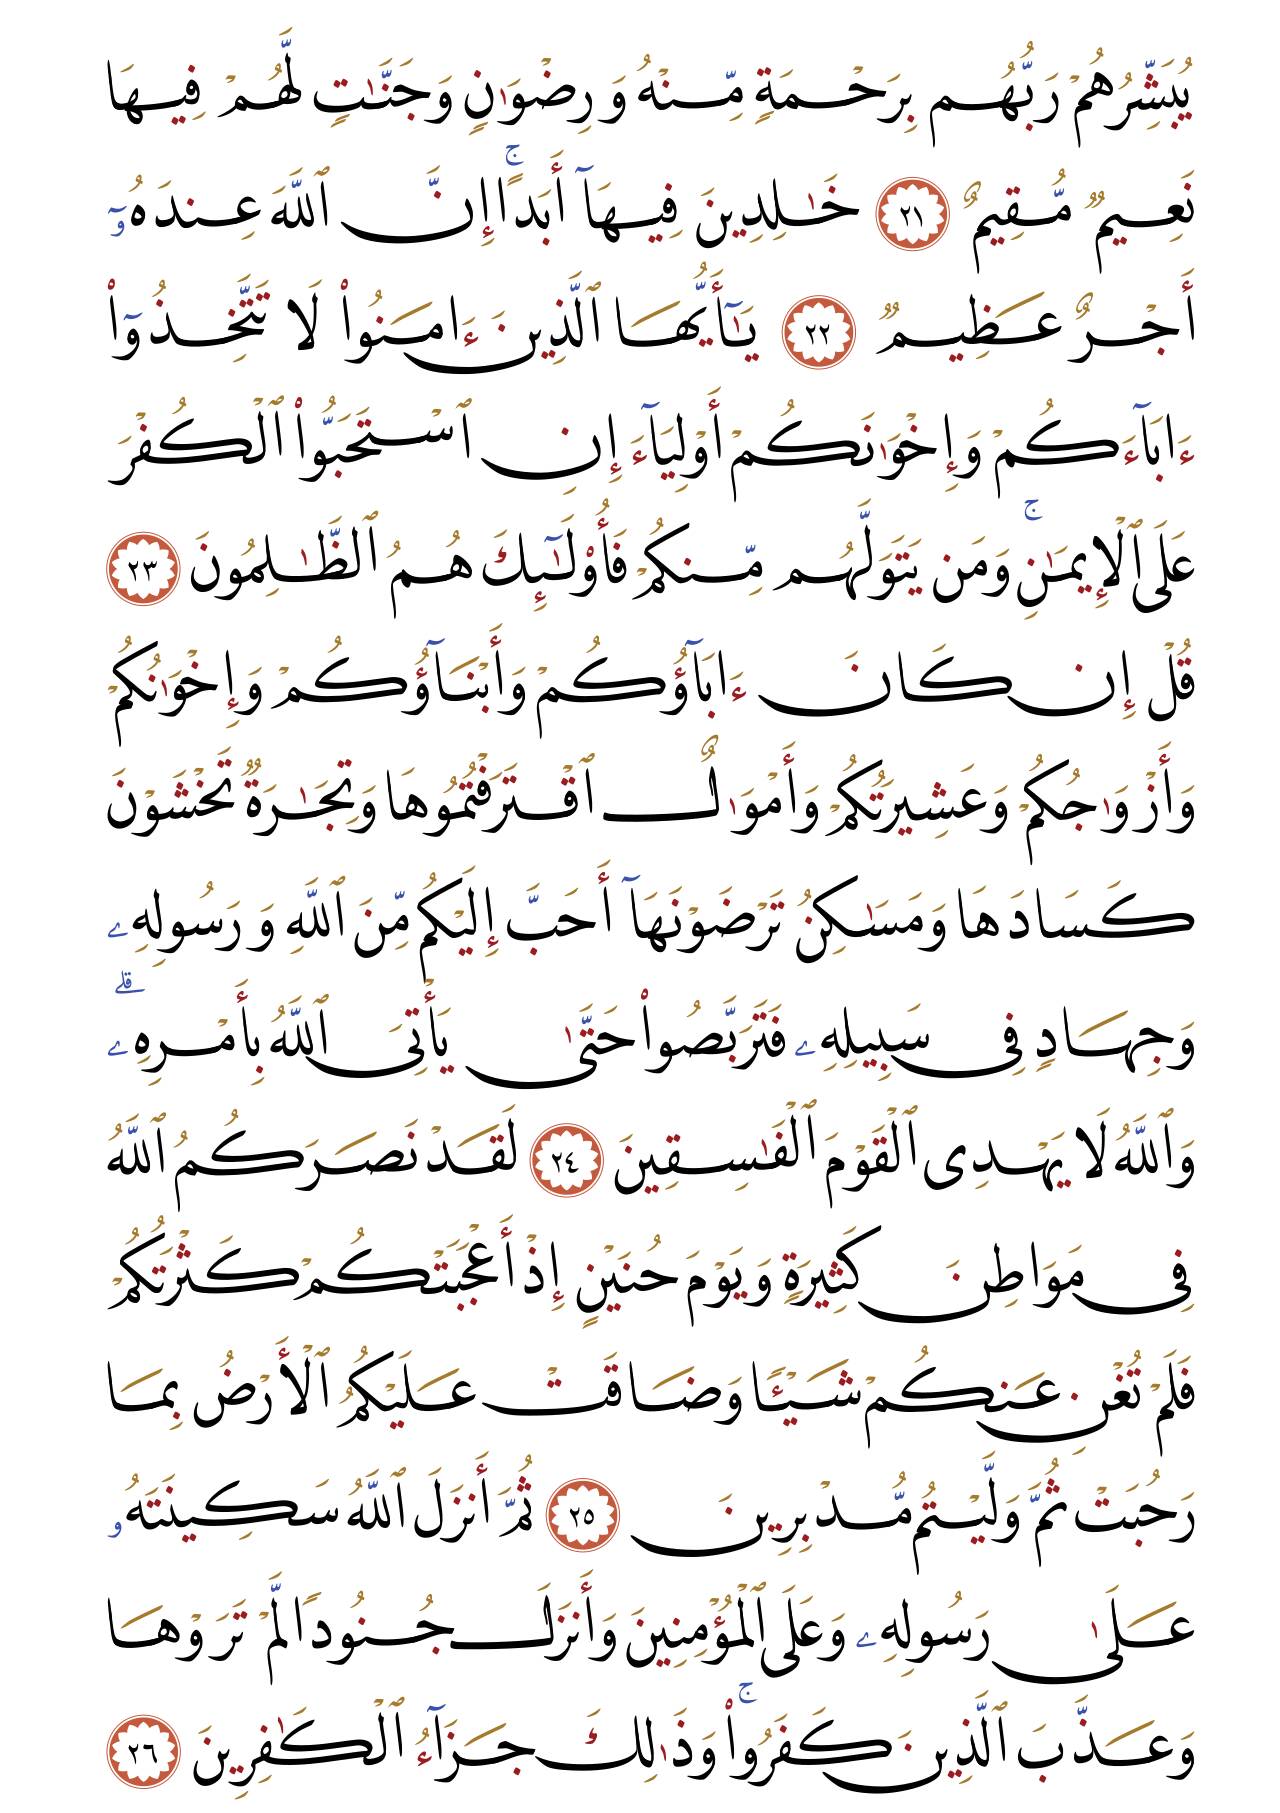 يُبَشِّرُهُمْ رَبُّهُم بِرَحْمَةٍ مِّنْهُ وَرِضْوَٰنٍ وَجَنَّٰتٍ لَّهُمْ فِيهَا
نَعِيمٌ مُّقِيمٌ ٢١ خَٰلِدِينَ فِيهَآ أَبَدًا ۚ إِنَّ ٱللَّهَ عِندَهُۥٓ
أَجْرٌ عَظِيمٌ ٢٢ يَٰٓأَيُّهَا ٱلَّذِينَ ءَامَنُوا۟ لَا تَتَّخِذُوٓا۟
ءَابَآءَكُمْ وَإِخْوَٰنَكُمْ أَوْلِيَآءَ إِنِ ٱسْتَحَبُّوا۟ ٱلْكُفْرَ
عَلَى ٱلْإِيمَٰنِ ۚ وَمَن يَتَوَلَّهُم مِّنكُمْ فَأُو۟لَٰٓئِكَ هُمُ ٱلظَّٰلِمُونَ ٢٣
قُلْ إِن كَانَ ءَابَآؤُكُمْ وَأَبْنَآؤُكُمْ وَإِخْوَٰنُكُمْ
وَأَزْوَٰجُكُمْ وَعَشِيرَتُكُمْ وَأَمْوَٰلٌ ٱقْتَرَفْتُمُوهَا وَتِجَٰرَةٌ تَخْشَوْنَ
كَسَادَهَا وَمَسَٰكِنُ تَرْضَوْنَهَآ أَحَبَّ إِلَيْكُم مِّنَ ٱللَّهِ وَرَسُولِهِۦ
وَجِهَادٍ فِى سَبِيلِهِۦ فَتَرَبَّصُوا۟ حَتَّىٰ يَأْتِىَ ٱللَّهُ بِأَمْرِهِۦ ۗ
وَٱللَّهُ لَا يَهْدِى ٱلْقَوْمَ ٱلْفَٰسِقِينَ ٢٤ لَقَدْ نَصَرَكُمُ ٱللَّهُ
فِى مَوَاطِنَ كَثِيرَةٍ وَيَوْمَ حُنَيْنٍ إِذْ أَعْجَبَتْكُمْ كَثْرَتُكُمْ
فَلَمْ تُغْنِ عَنكُمْ شَيْـًٔا وَضَاقَتْ عَلَيْكُمُ ٱلْأَرْضُ بِمَا
رَحُبَتْ ثُمَّ وَلَّيْتُم مُّدْبِرِينَ ٢٥ ثُمَّ أَنزَلَ ٱللَّهُ سَكِينَتَهُۥ
عَلَىٰ رَسُولِهِۦ وَعَلَى ٱلْمُؤْمِنِينَ وَأَنزَلَ جُنُودًا لَّمْ تَرَوْهَا
وَعَذَّبَ ٱلَّذِينَ كَفَرُوا۟ ۚ وَذَٰلِكَ جَزَآءُ ٱلْكَٰفِرِينَ ٢٦